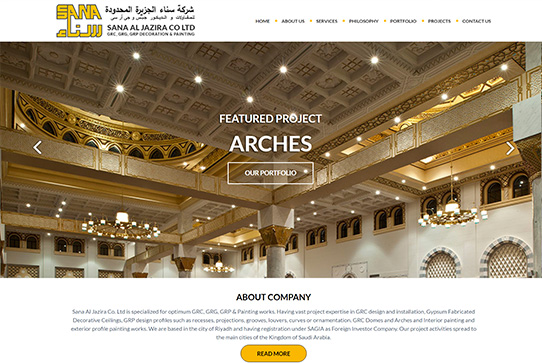 SANA
سناء
شركة سناء الجزيرة المحدودة
SANA AL JAZIRA CO LTD
GRC, GRG, GRP DECORATION & PAINTING
HOME
ABOUT US
SERVICES
PHILOSOPHY
PORTFOLIO
PROJECTS
CONTACT US
FEATURED PROJECT
ARCHES
OUR PORTFOLIO
ABOUT COMPANY
Sana Al Jazira Co. Ltd is specialized for optimum GRC, GRG, GRP & Painting works. Having vast project expertise in GRC design and installation, Gypsum Fabricated
Decorative Ceilings, GRP design profiles such as recesses, projections, grooves, louvers, curves or ornamentation, GRC Domes and Arches and Interior painting and
exterior profile painting works. We are based in the city of Riyadh and having registration under SAGIA as Foreign Investor Company. Our project activities spread to
the main cities of the Kingdom of Saudi Arabia.
READ MORE